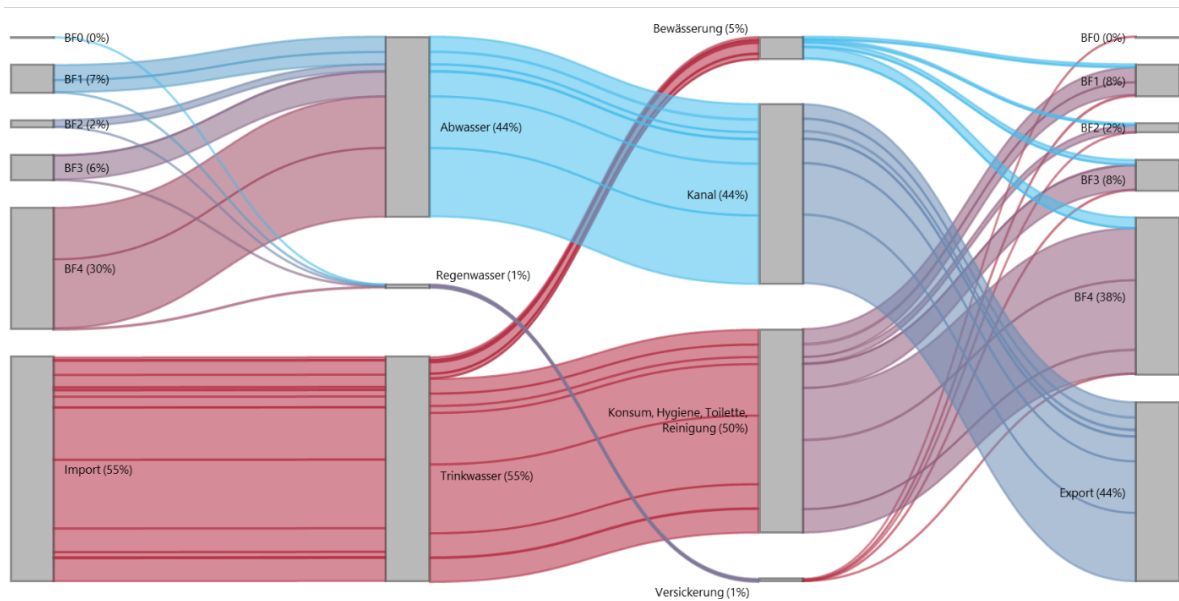 BF0 (0%)
BF1 (7%)
BF2 (2%)
BF3 (6%)
BF4 (30%)
Import (55%)
Abwasser (44%)
Regenwasser (1%)
Trinkwasser (55%)
Bewässerung (5%)
Kanal (44%)
Konsum, Hygiene, Toilette,
Reinigung (50%)
Versickerung (1%)
BF0 (0%)
BF1 (8%)
BF2 (2%)
BF3 (8%)
BF4 (38%)
Export (44%)